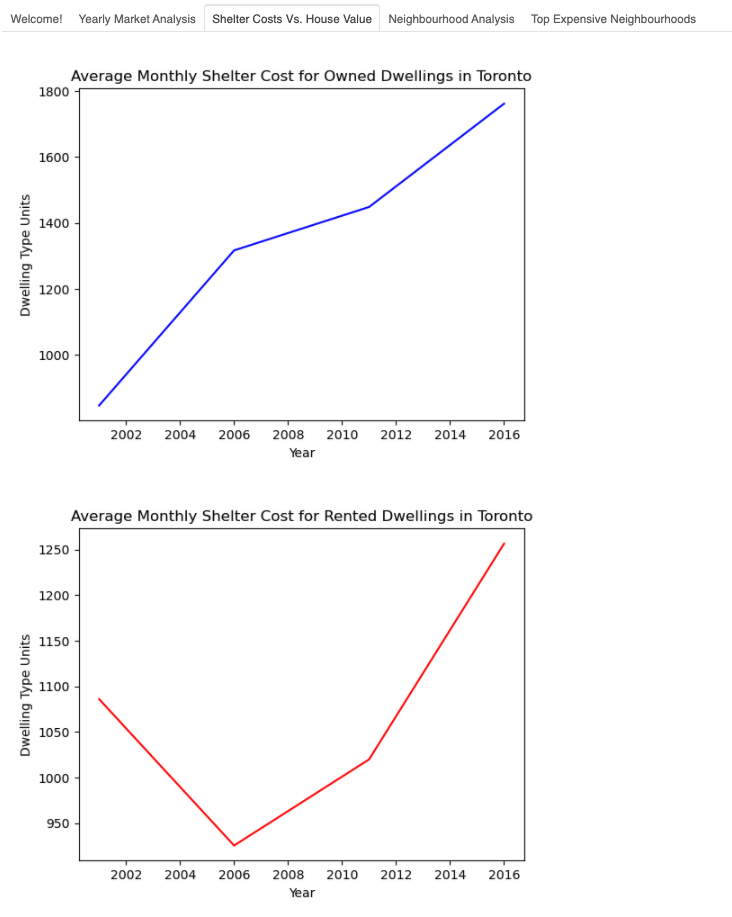 Welcome! Yearly Market Analysis Shelter Costs Vs. House Value Neighbourhood Analysis Top Expensive Neighbourhoods
Average Monthly Shelter Cost for Owned Dwellings in Toronto
1800
1600
1400
1200
1000
Dwelling Type Units
2002 2004 2006 2008 2010 2012 2014 2016
Year
Average Monthly Shelter Cost for Rented Dwellings in Toronto
1250
1200
1150
1100
1050
1000
950
Dwelling Type Units
2002 2004 2006 2008 2010 2012 2014 2016
Year